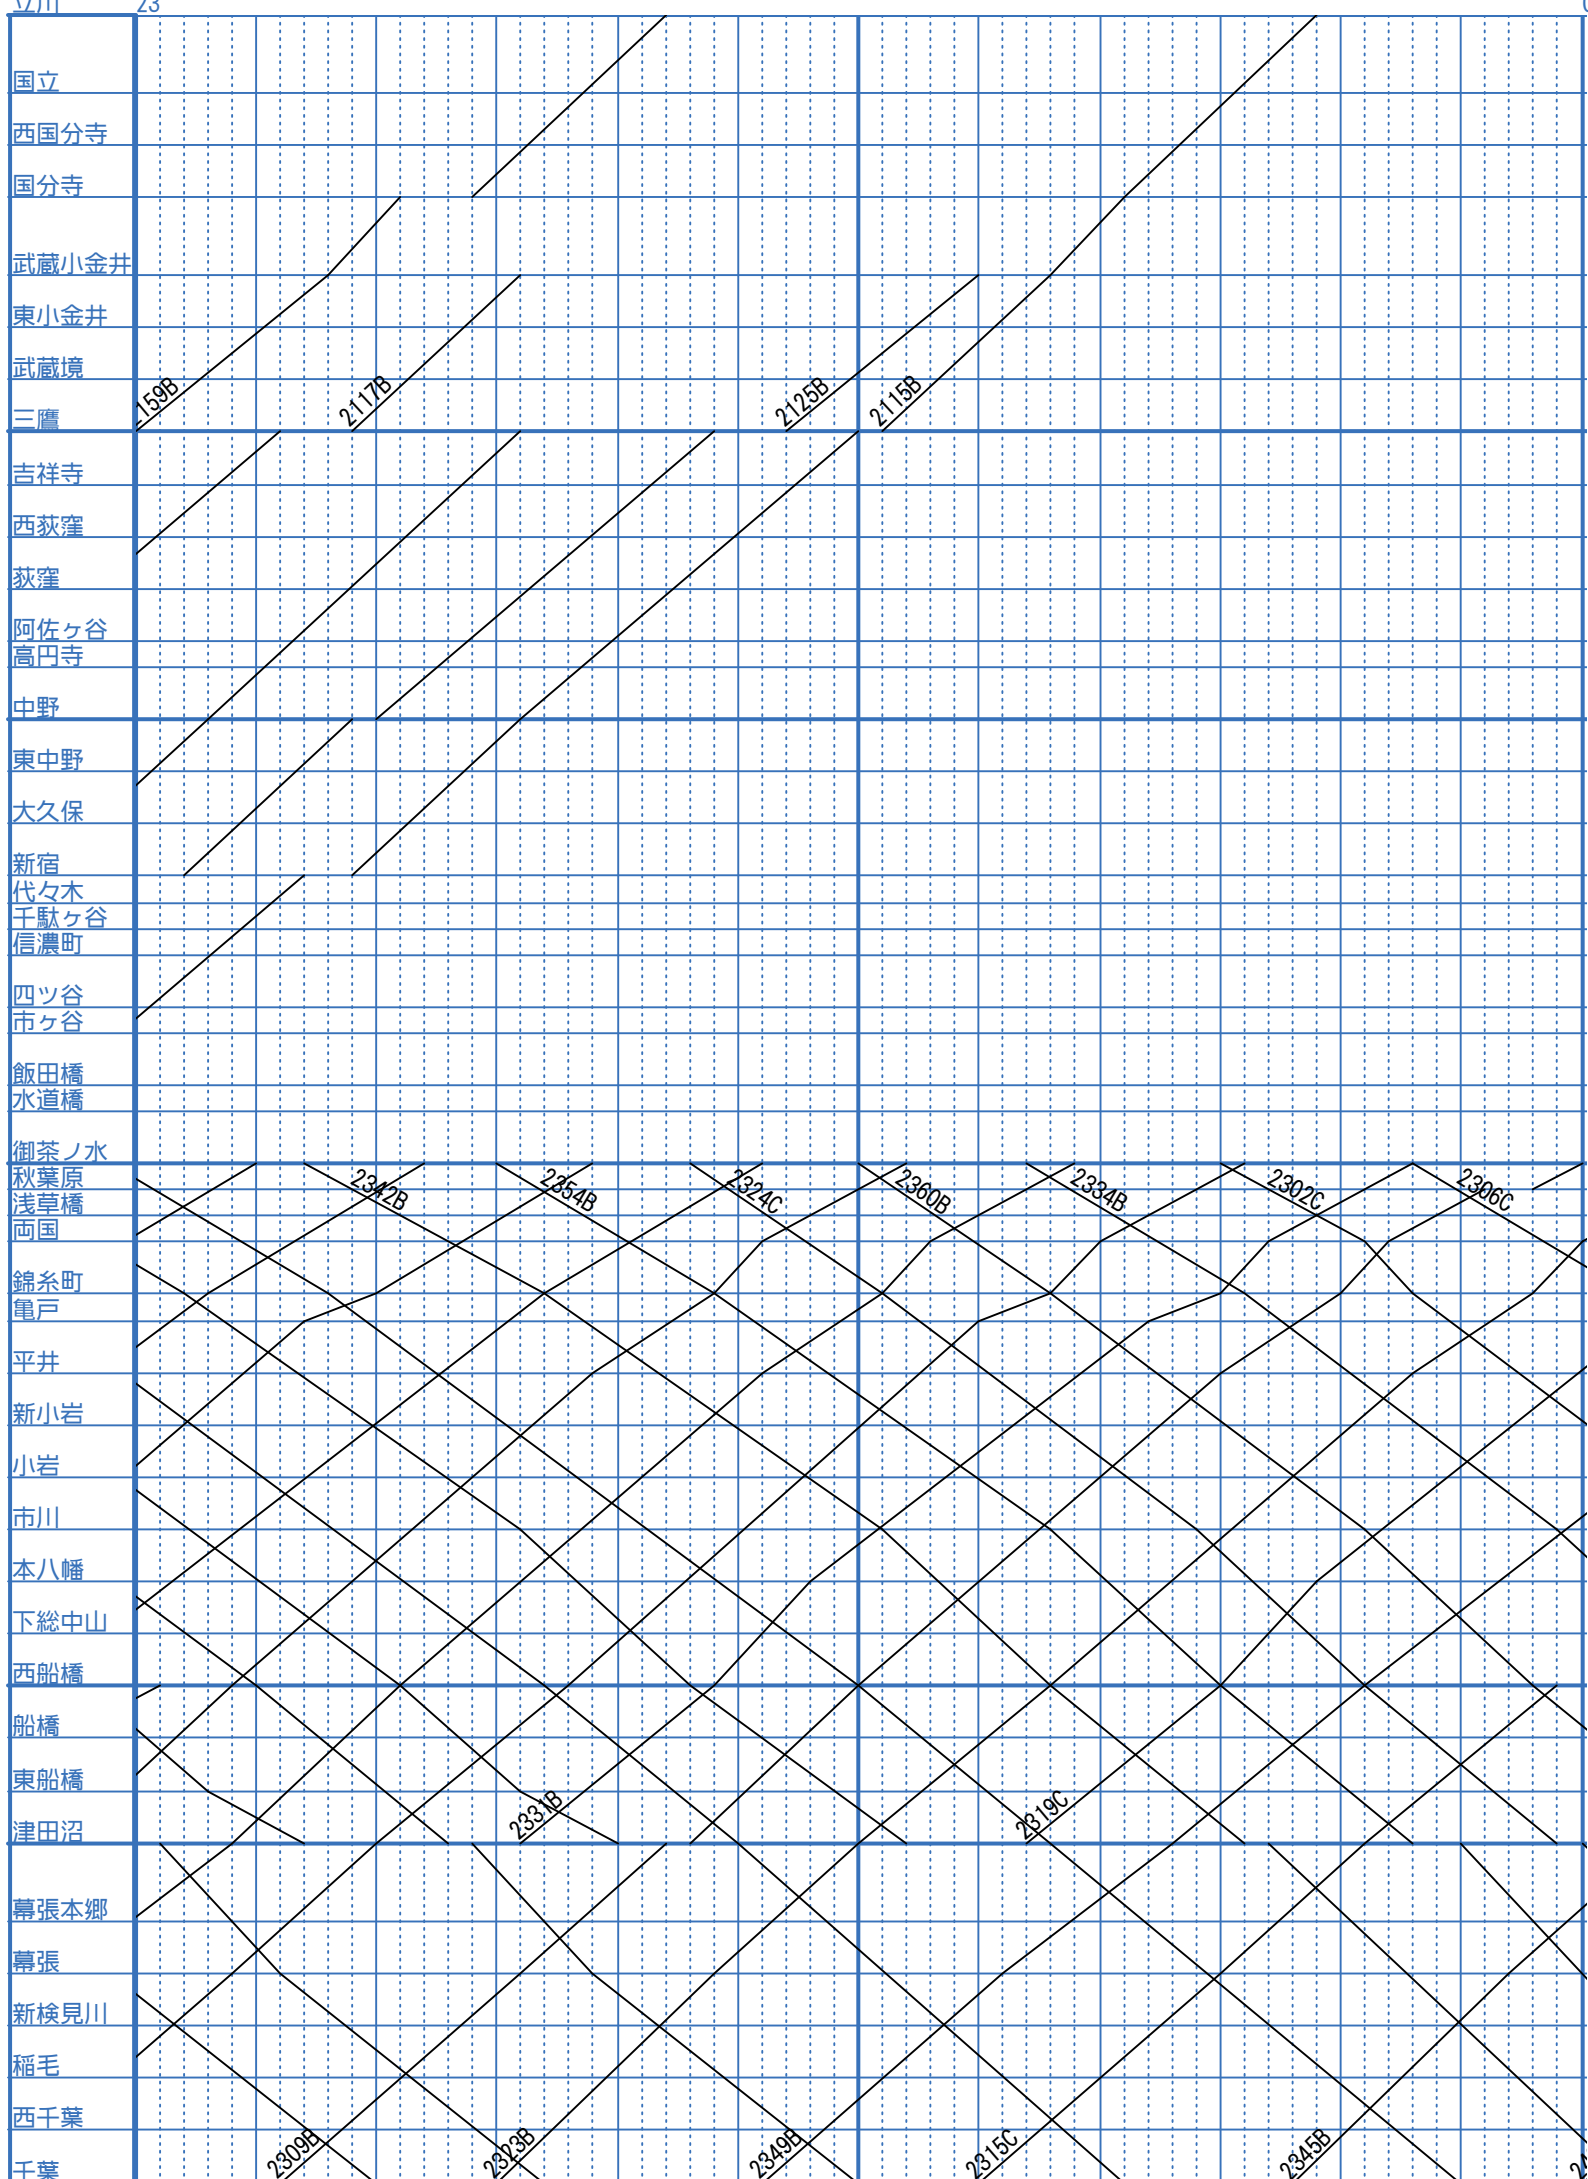 立川 23
国立
西国分寺
国分寺
武蔵小金井
東小金井
武蔵境
159B 2117B 2125B 2115B
三鷹
吉祥寺
西荻窪
荻窪
阿佐ヶ谷
高円寺
中野
東中野
大久保
新宿
代々木
千駄ヶ谷
信濃町
四ツ谷
市ヶ谷
飯田橋
水道橋
御茶ノ水
秋葉原
2342B 2354B 2324C 2360B 2334B 2302C 2306C
浅草橋
両国
錦糸町
亀戸
平井
新小岩
小岩
市川
本八幡
下総中山
西船橋
船橋
東船橋
2331B 2319C
津田沼
幕張本郷
幕張
新検見川
稲毛
西千葉
2309B 2323B 2349B 2315C 2345B
千葉